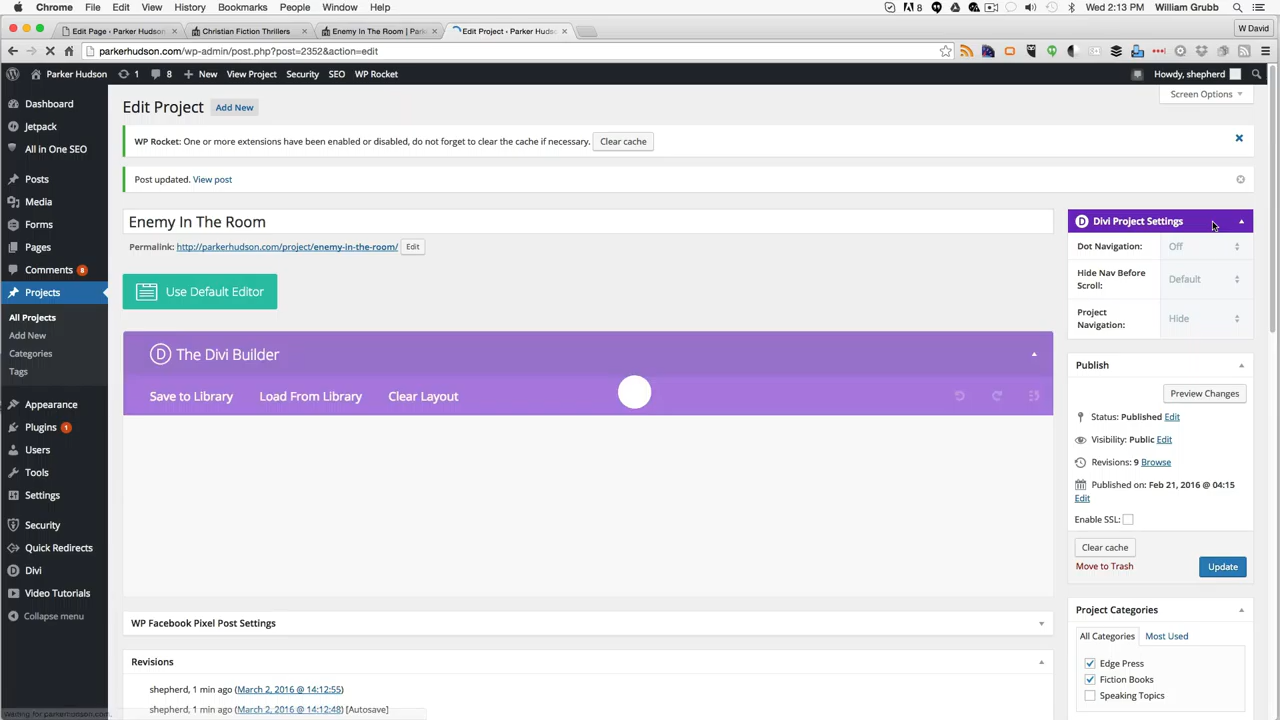 Chrome File Edit View History Bookmarks People Window Help
8 Wed 2:13 PM William Grubb
Edit Page · Parker Hudson
Christian Fiction Thrillers
Enemy In The Room | Park
Edit Project · Parker Huds
W David
parkerhudson.com/wp-admin/post.php?post=2352&action=edit
Parker Hudson 1 8 + New View Project Security SEO WP Rocket
Howdy, shepherd
Dashboard
Jetpack
All in One SEO
Posts
Media
Forms
Pages
Comments 8
Projects
All Projects
Add New
Categories
Tags
Appearance
Plugins 1
Users
Tools
Settings
Security
Quick Redirects
Divi
Video Tutorials
Collapse menu
Waiting for parkerhudson.com...
Screen Options
Edit Project Add New
WP Rocket: One or more extensions have been enabled or disabled, do not forget to clear the cache if necessary. Clear cache
Post updated. View post
Enemy In The Room
Permalink: http://parkerhudson.com/project/enemy-in-the-room/ Edit
Use Default Editor
D The Divi Builder
Save to Library Load From Library Clear Layout
WP Facebook Pixel Post Settings
Revisions
shepherd, 1 min ago (March 2, 2016 @ 14:12:55)
shepherd, 1 min ago (March 2, 2016 @ 14:12:48) [Autosave]
D Divi Project Settings
Dot Navigation: Off
Hide Nav Before
Scroll:
Default
Project
Navigation:
Hide
Publish
Preview Changes
Status: Published Edit
Visibility: Public Edit
Revisions: 9 Browse
Published on: Feb 21, 2016 @ 04:15
Edit
Enable SSL:
Clear cache
Move to Trash
Update
Project Categories
All Categories Most Used
Edge Press
Fiction Books
Speaking Topics